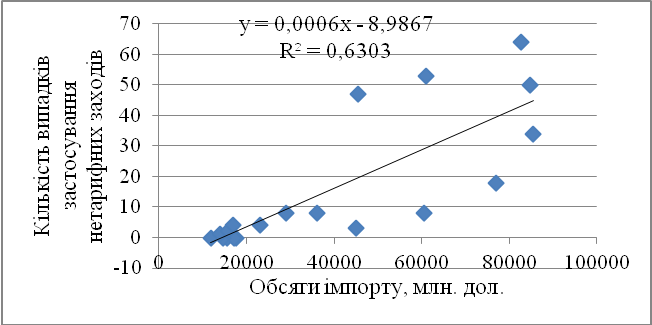 y = 0,0006x - 8,9867
R² = 0,6303
Кількість випадків
застосування
нетарифних заходів
70
60
50
40
30
20
10
0
-10
0 20000 40000 60000 80000 100000
Обсяги імпорту, млн. дол.